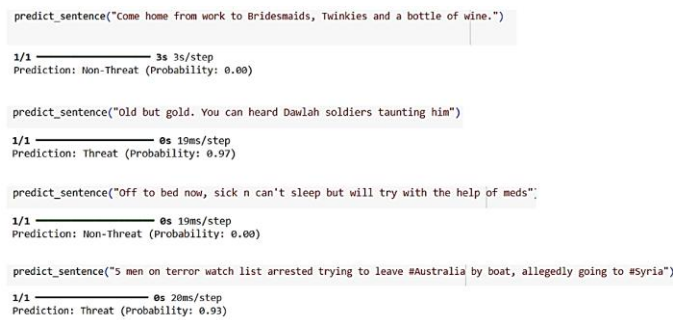 predict_sentence("Come home from work to Bridesmaids, Twinkies and a bottle of wine.")
1/1 ━━━━━━━━━━ 3s 3s/step
Prediction: Non-Threat (Probability: 0.00)
predict_sentence("Old but gold. You can heard Dawlah soldiers taunting him")
1/1 ━━━━━━━━━━ 0s 19ms/step
Prediction: Threat (Probability: 0.97)
predict_sentence("Off to bed now, sick n can't sleep but will try with the help of meds")
1/1 ━━━━━━━━━━ 0s 19ms/step
Prediction: Non-Threat (Probability: 0.00)
predict_sentence("5 men on terror watch list arrested trying to leave #Australia by boat, allegedly going to #Syria")
1/1 ━━━━━━━━━━ 0s 20ms/step
Prediction: Threat (Probability: 0.93)